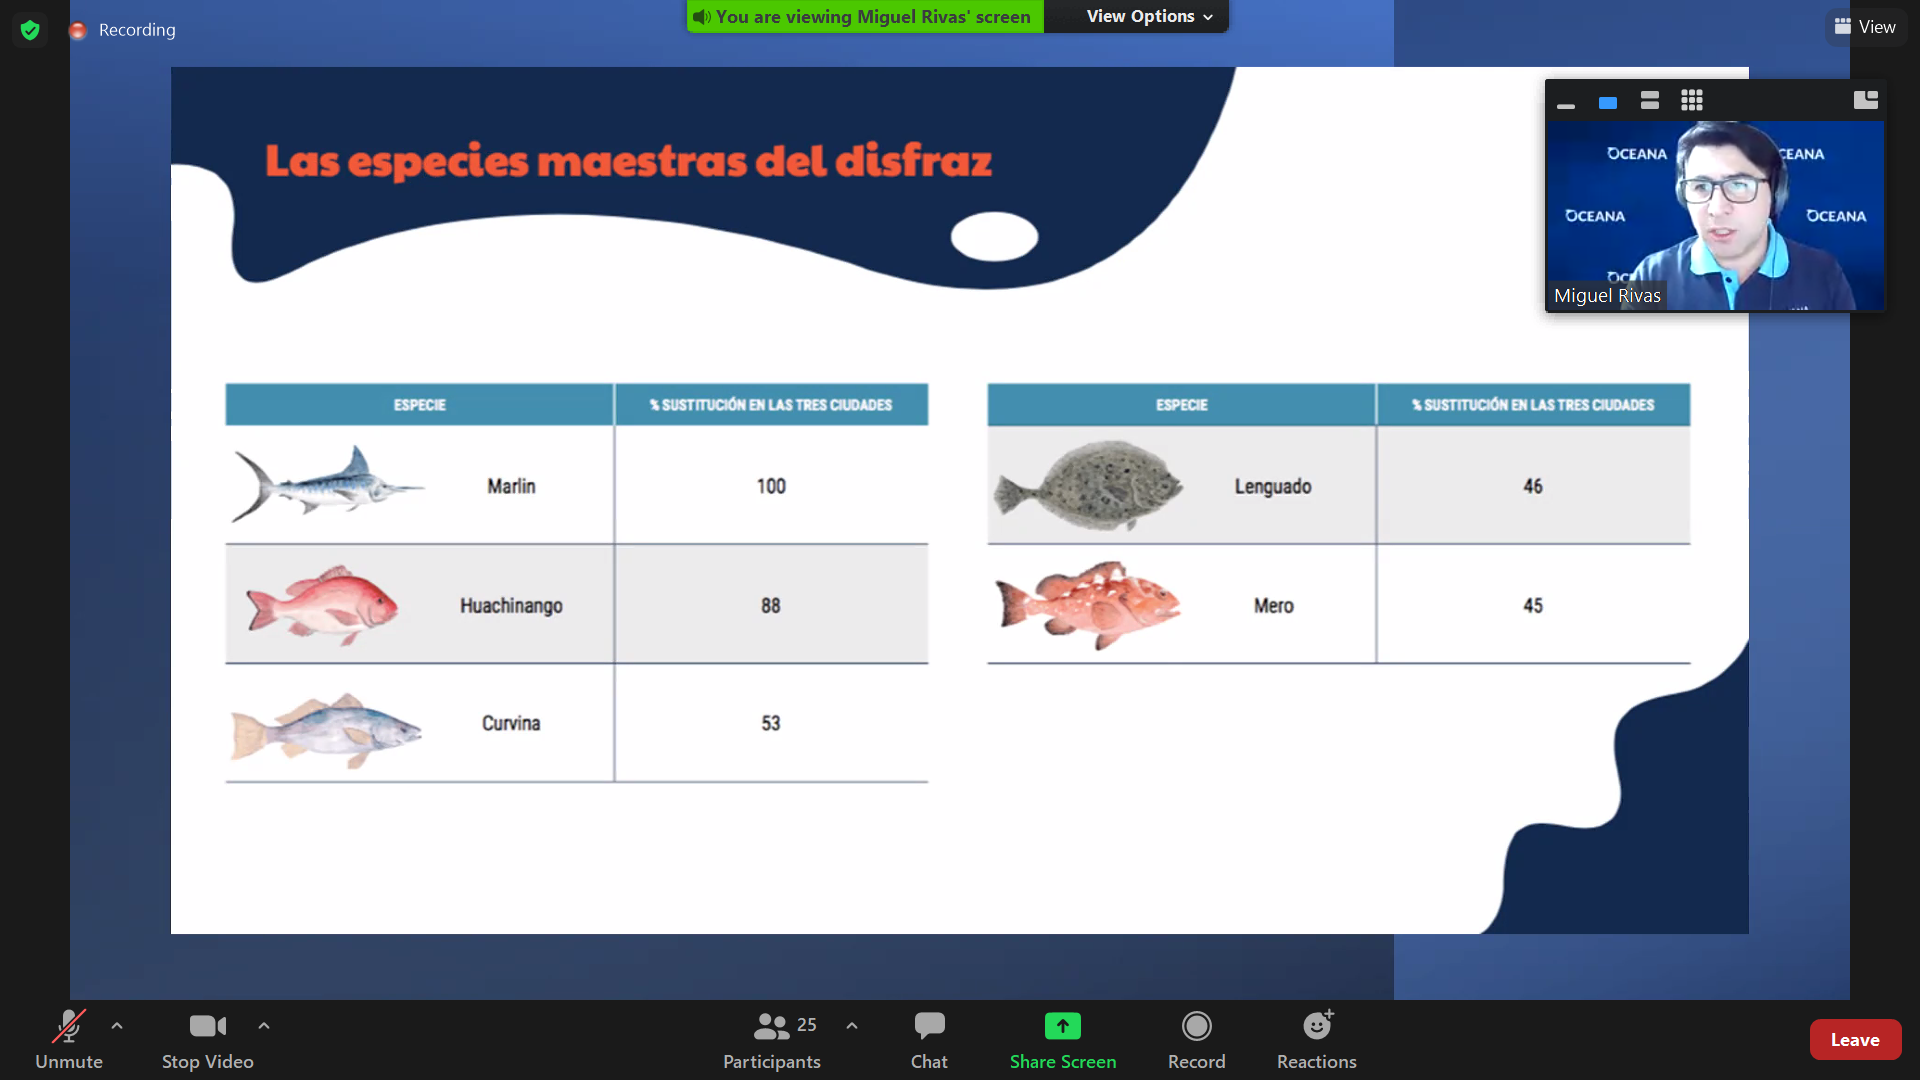 Recording
You are viewing Miguel Rivas' screen
View Options
View
Las especies maestras del disfraz
OCEANA
OCEANA
OCEANA
Miguel Rivas
ESPECIE
% SUSTITUCIÓN EN LAS TRES CIUDADES
Marlin
100
Huachinango
88
Curvina
53
ESPECIE
% SUSTITUCIÓN EN LAS TRES CIUDADES
Lenguado
46
Mero
45
Unmute
Stop Video
25
Participants
Chat
Share Screen
Record
Reactions
Leave